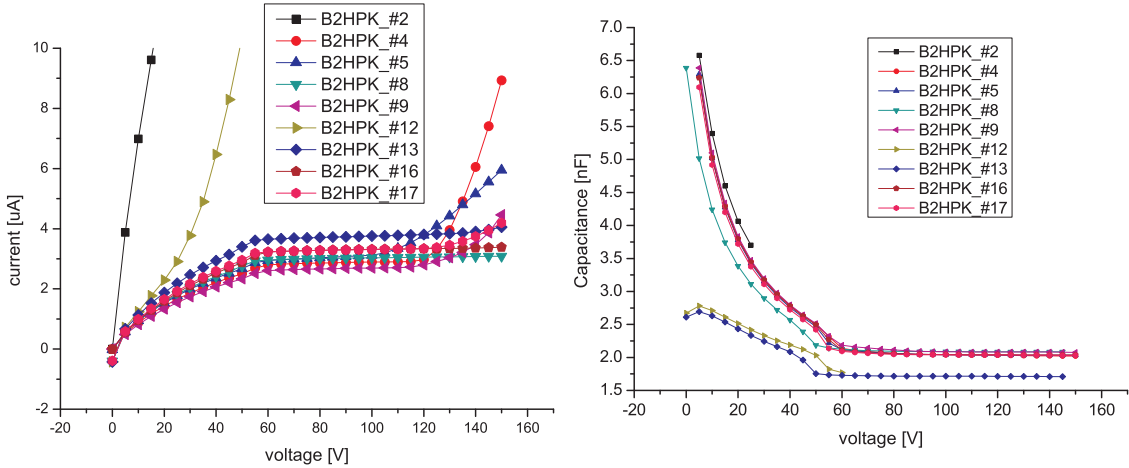 B2HPK_#2
B2HPK_#4
B2HPK_#5
B2HPK_#8
B2HPK_#9
B2HPK_#12
B2HPK_#13
B2HPK_#16
B2HPK_#17
10
8
6
4
2
0
-2
current [uA]
-20 0 20 40 60 80 100 120 140 160
voltage [V]
B2HPK_#2
B2HPK_#4
B2HPK_#5
B2HPK_#8
B2HPK_#9
B2HPK_#12
B2HPK_#13
B2HPK_#16
B2HPK_#17
7.0
6.5
6.0
5.5
5.0
4.5
4.0
3.5
3.0
2.5
2.0
1.5
Capacitance [nF]
-20 0 20 40 60 80 100 120 140 160
voltage [V]